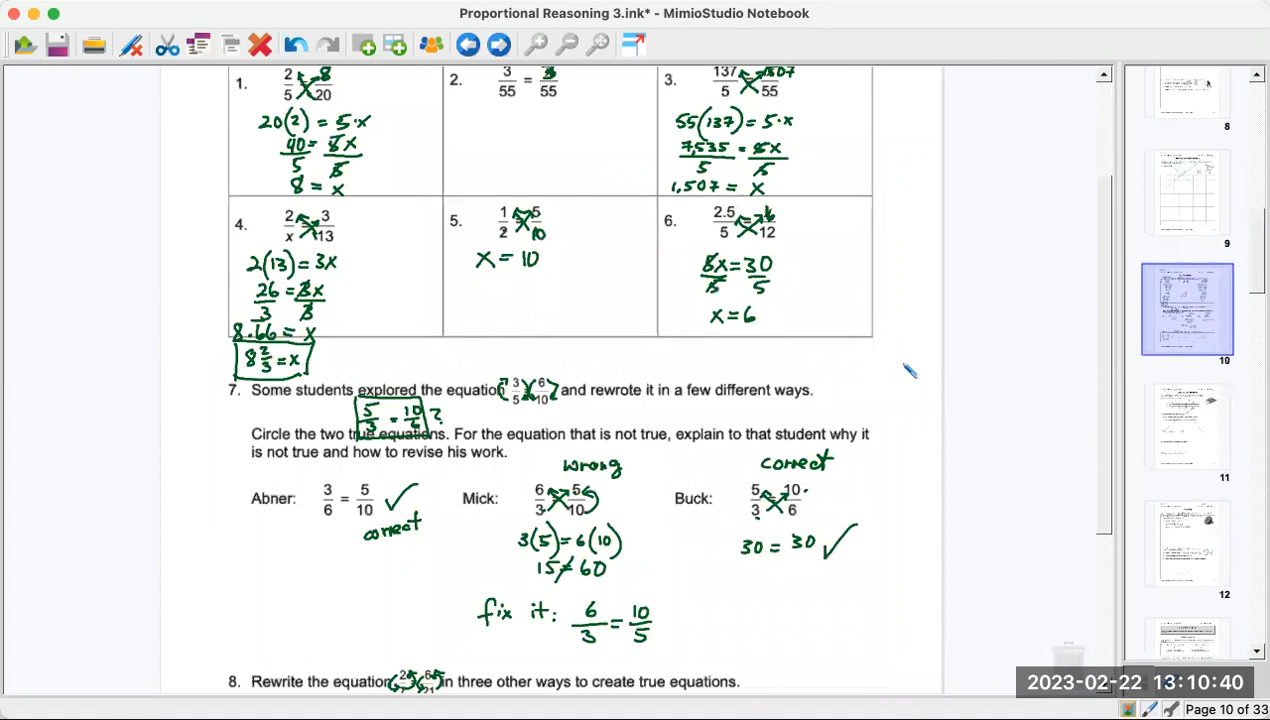 Proportional Reasoning 3.ink* - MimioStudio Notebook
1. 2/5 = 8/20
20(2) = 5·x
40/5 = 5x/5
8 = x
2. 3/55 = 3/55
3. 137/5 = 1507/55
55(137) = 5·x
7,535/5 = 5x/5
1,507 = x
4. 2/x = 3/13
2(13) = 3x
26/3 = 3x/3
8.66 = x
8 2/3 = x
5. 1/2 = 5/10
x = 10
6. 2.5/5 = 6/12
5x/5 = 30/5
x = 6
7. Some students explored the equation 3/5 = 6/10 and rewrote it in a few different ways.
5/3 = 10/6 ?
Circle the two true equations. For the equation that is not true, explain to that student why it
is not true and how to revise his work.
Abner: 3/6 = 5/10 ✓
correct
wrong
Mick: 6/3 = 5/10
3(5) = 6(10)
15 ≠ 60
fix it: 6/3 = 10/5
correct
Buck: 5/3 = 10/6
30 = 30 ✓
8. Rewrite the equation in three other ways to create true equations.
8
9
10
11
12
2023-02-22 13:10:40
Page 10 of 33